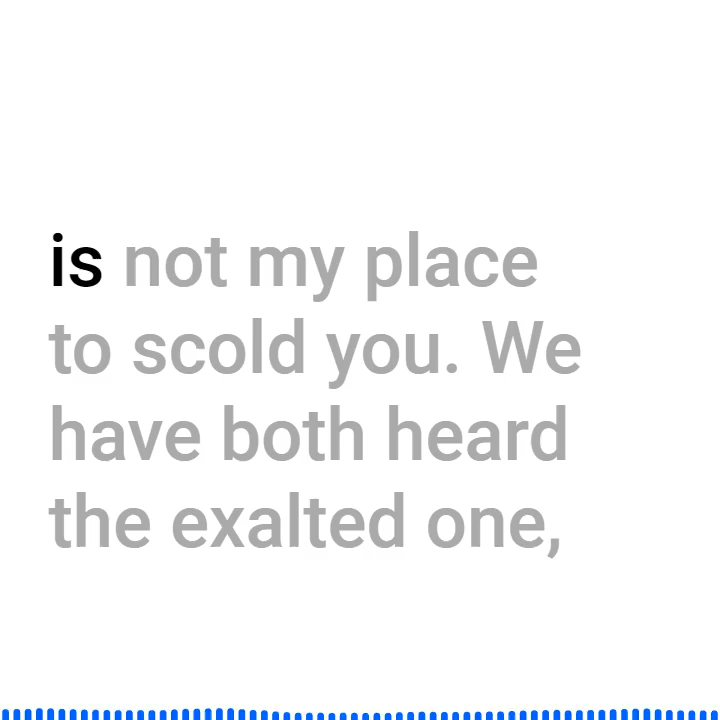 is not my place
to scold you. We
have both heard
the exalted one,